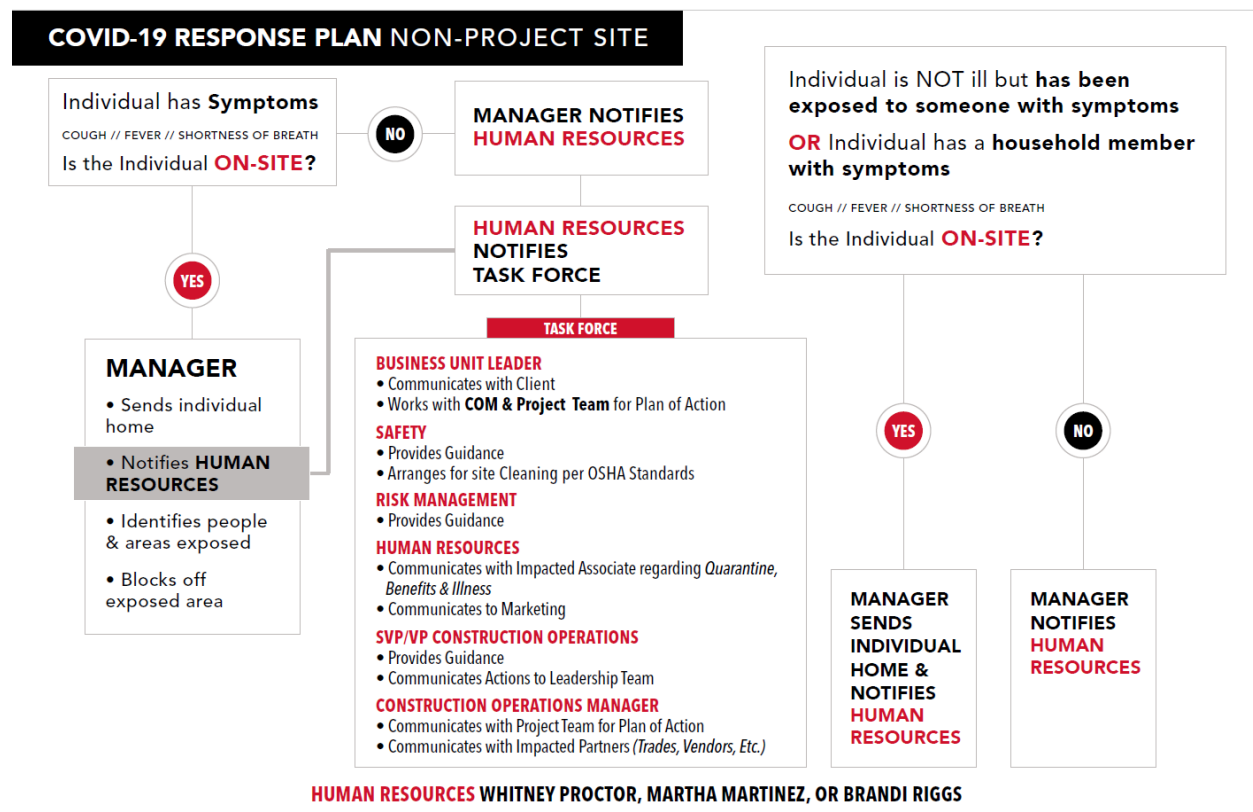 COVID-19 RESPONSE PLAN NON-PROJECT SITE
Individual has Symptoms
COUGH // FEVER // SHORTNESS OF BREATH
Is the Individual ON-SITE?
NO
MANAGER NOTIFIES
HUMAN RESOURCES
HUMAN RESOURCES
NOTIFIES
TASK FORCE
YES
MANAGER
• Sends individual
home
• Notifies HUMAN
RESOURCES
• Identifies people
& areas exposed
• Blocks off
exposed area
TASK FORCE
BUSINESS UNIT LEADER
• Communicates with Client
• Works with COM & Project Team for Plan of Action
SAFETY
• Provides Guidance
• Arranges for site Cleaning per OSHA Standards
RISK MANAGEMENT
• Provides Guidance
HUMAN RESOURCES
• Communicates with Impacted Associate regarding Quarantine,
Benefits & Illness
• Communicates to Marketing
SVP/VP CONSTRUCTION OPERATIONS
• Provides Guidance
• Communicates Actions to Leadership Team
CONSTRUCTION OPERATIONS MANAGER
• Communicates with Project Team for Plan of Action
• Communicates with Impacted Partners (Trades, Vendors, Etc.)
Individual is NOT ill but has been
exposed to someone with symptoms
OR Individual has a household member
with symptoms
COUGH // FEVER // SHORTNESS OF BREATH
Is the Individual ON-SITE?
YES
NO
MANAGER
SENDS
INDIVIDUAL
HOME &
NOTIFIES
HUMAN
RESOURCES
MANAGER
NOTIFIES
HUMAN
RESOURCES
HUMAN RESOURCES WHITNEY PROCTOR, MARTHA MARTINEZ, OR BRANDI RIGGS